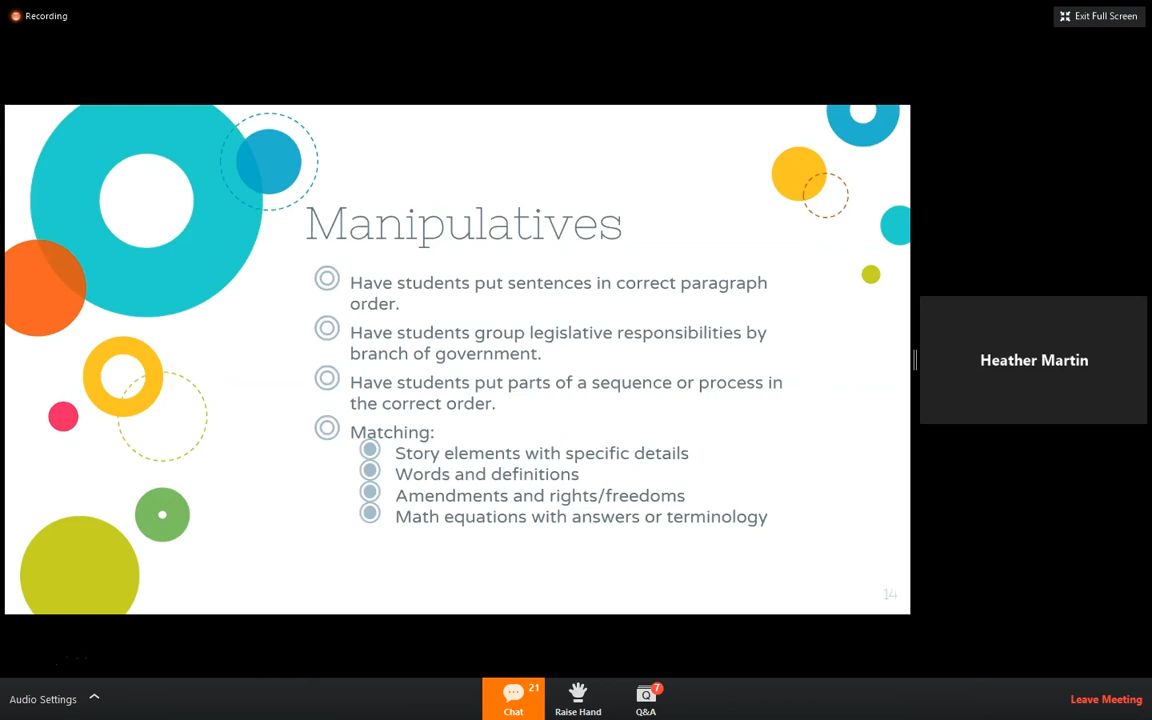 Recording
Exit Full Screen
Manipulatives
Have students put sentences in correct paragraph
order.
Have students group legislative responsibilities by
branch of government.
Have students put parts of a sequence or process in
the correct order.
Matching:
Story elements with specific details
Words and definitions
Amendments and rights/freedoms
Math equations with answers or terminology
14
Heather Martin
Audio Settings
21
Chat
Raise Hand
7
Q&A
Leave Meeting